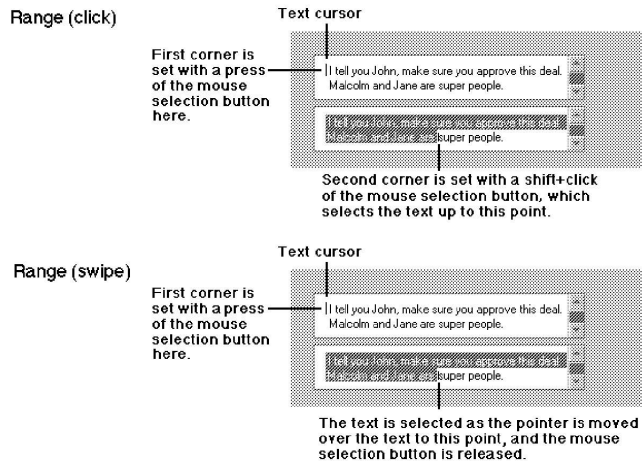 Range (click)
Text cursor
First corner is
set with a press
of the mouse
selection button
here.
I tell you John, make sure you approve this deal.
Malcolm and Jane are super people.
I tell you John, make sure you approve this deal.
Malcolm and Jane are super people.
Second corner is set with a shift+click
of the mouse selection button, which
selects the text up to this point.
Range (swipe)
Text cursor
First corner is
set with a press
of the mouse
selection button
here.
I tell you John, make sure you approve this deal.
Malcolm and Jane are super people.
I tell you John, make sure you approve this deal.
Malcolm and Jane are super people.
The text is selected as the pointer is moved
over the text to this point, and the mouse
selection button is released.